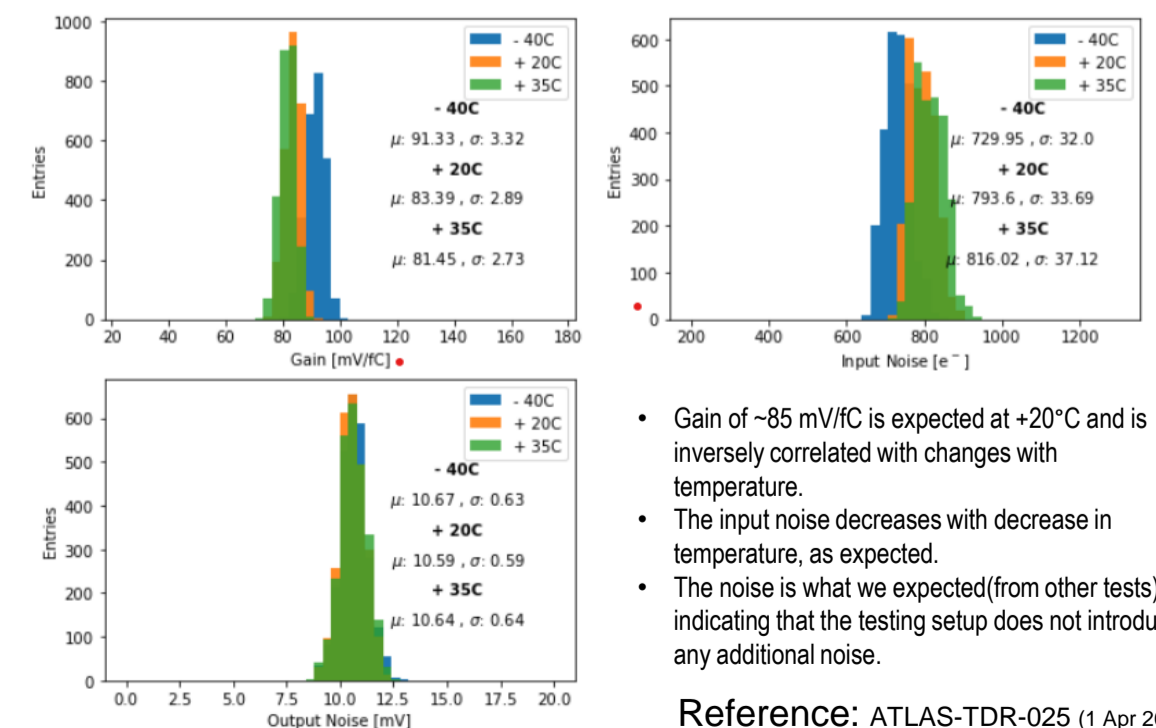 1000
800
600
400
200
0
Entries
- 40C
+ 20C
+ 35C
- 40C
μ: 91.33 , σ: 3.32
+ 20C
μ: 83.39 , σ: 2.89
+ 35C
μ: 81.45 , σ: 2.73
20 40 60 80 100 120 140 160 180
Gain [mV/fC]
600
500
400
300
200
100
0
Entries
- 40C
+ 20C
+ 35C
- 40C
μ: 729.95 , σ: 32.0
+ 20C
μ: 793.6 , σ: 33.69
+ 35C
μ: 816.02 , σ: 37.12
200 400 600 800 1000 1200
Input Noise [e⁻]
600
500
400
300
200
100
0
Entries
- 40C
+ 20C
+ 35C
- 40C
μ: 10.67 , σ: 0.63
+ 20C
μ: 10.59 , σ: 0.59
+ 35C
μ: 10.64 , σ: 0.64
0.0 2.5 5.0 7.5 10.0 12.5 15.0 17.5 20.0
Output Noise [mV]
• Gain of ~85 mV/fC is expected at +20°C and is
inversely correlated with changes with
temperature.
• The input noise decreases with decrease in
temperature, as expected.
• The noise is what we expected(from other tests)
indicating that the testing setup does not introdu
any additional noise.
Reference: ATLAS-TDR-025 (1 Apr 20